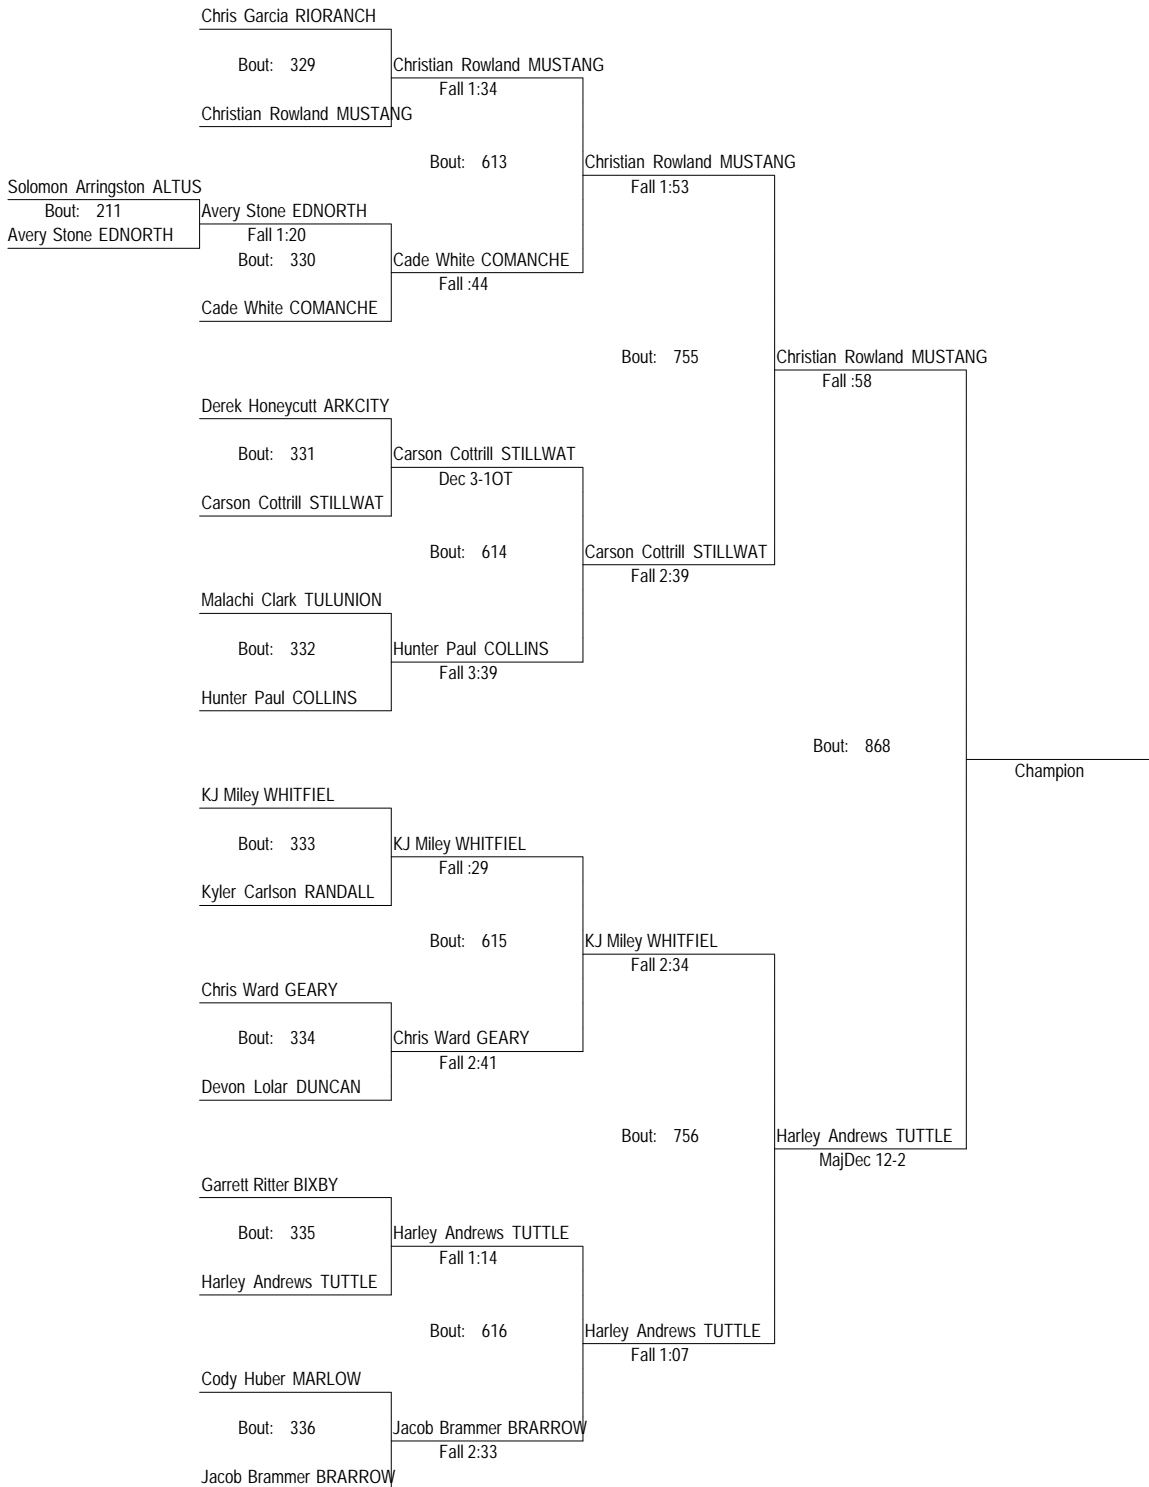 Chris Garcia RIORANCH
Bout: 329
Christian Rowland MUSTANG
Fall 1:34
Christian Rowland MUSTANG
Bout: 613
Christian Rowland MUSTANG
Fall 1:53
Solomon Arringston ALTUS
Bout: 211
Avery Stone EDNORTH
Avery Stone EDNORTH
Fall 1:20
Bout: 330
Cade White COMANCHE
Fall :44
Cade White COMANCHE
Bout: 755
Christian Rowland MUSTANG
Fall :58
Derek Honeycutt ARKCITY
Bout: 331
Carson Cottrill STILLWAT
Dec 3-1OT
Carson Cottrill STILLWAT
Bout: 614
Carson Cottrill STILLWAT
Fall 2:39
Malachi Clark TULUNION
Bout: 332
Hunter Paul COLLINS
Fall 3:39
Hunter Paul COLLINS
Bout: 868
Champion
KJ Miley WHITFIEL
Bout: 333
KJ Miley WHITFIEL
Fall :29
Kyler Carlson RANDALL
Bout: 615
KJ Miley WHITFIEL
Fall 2:34
Chris Ward GEARY
Bout: 334
Chris Ward GEARY
Fall 2:41
Devon Lolar DUNCAN
Bout: 756
Harley Andrews TUTTLE
MajDec 12-2
Garrett Ritter BIXBY
Bout: 335
Harley Andrews TUTTLE
Fall 1:14
Harley Andrews TUTTLE
Bout: 616
Harley Andrews TUTTLE
Fall 1:07
Cody Huber MARLOW
Bout: 336
Jacob Brammer BRARROW
Fall 2:33
Jacob Brammer BRARROW